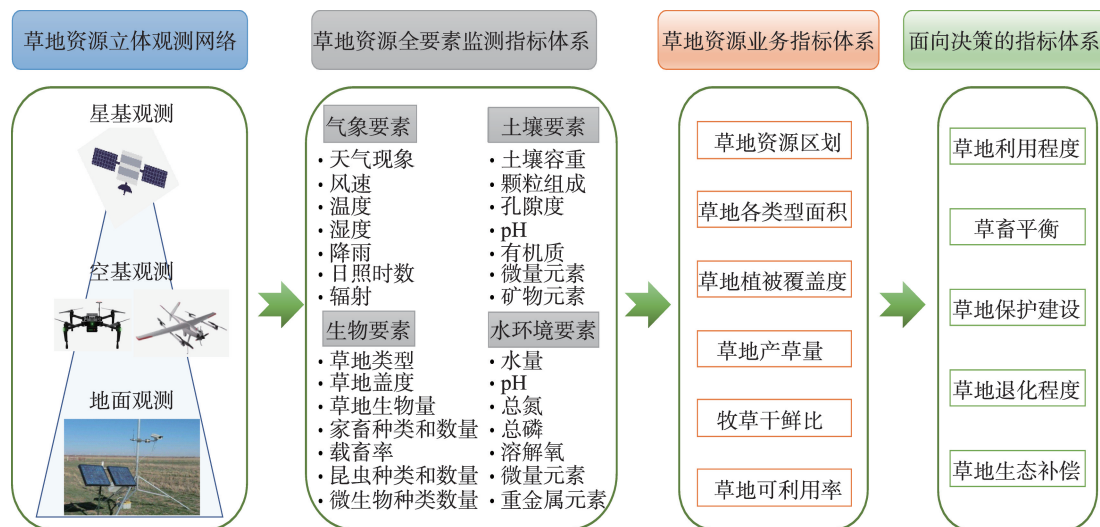 草地资源立体观测网络
草地资源全要素监测指标体系
草地资源业务指标体系
面向决策的指标体系
星基观测
空基观测
地面观测
气象要素
· 天气现象
· 风速
· 温度
· 湿度
· 降雨
· 日照时数
· 辐射
土壤要素
· 土壤容重
· 颗粒组成
· 孔隙度
· pH
· 有机质
· 微量元素
· 矿物元素
生物要素
· 草地类型
· 草地盖度
· 草地生物量
· 家畜种类和数量
· 载畜率
· 昆虫种类和数量
· 微生物种类数量
水环境要素
· 水量
· pH
· 总氮
· 总磷
· 溶解氧
· 微量元素
· 重金属元素
草地资源区划
草地各类型面积
草地植被覆盖度
草地产草量
牧草干鲜比
草地可利用率
草地利用程度
草畜平衡
草地保护建设
草地退化程度
草地生态补偿